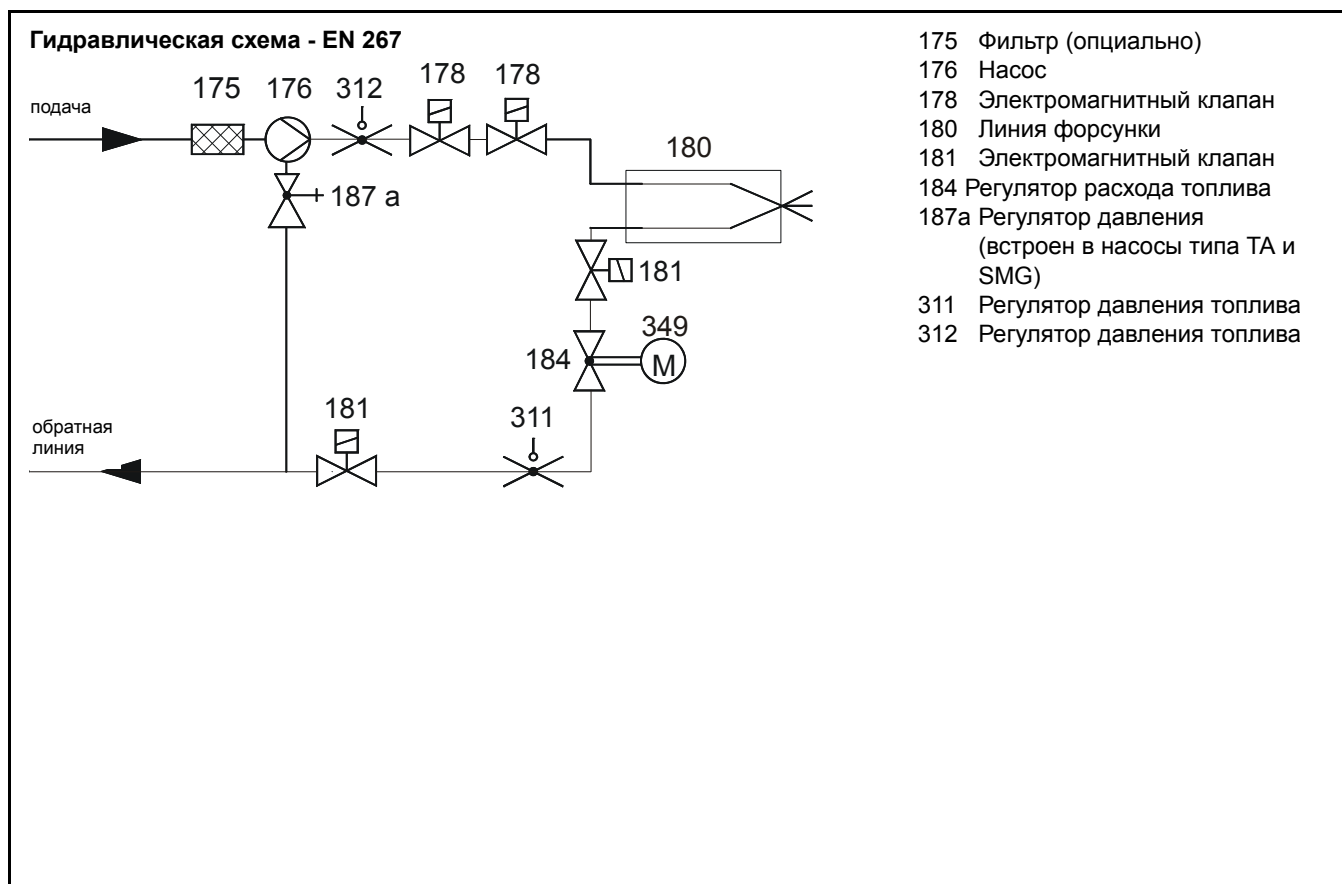 Гидравлическая схема - EN 267
подача
175
176
312
178
178
180
187 a
181
349
184
M
181
311
обратная
линия
175 Фильтр (опциально)
176 Насос
178 Электромагнитный клапан
180 Линия форсунки
181 Электромагнитный клапан
184 Регулятор расхода топлива
187a Регулятор давления
(встроен в насосы типа TA и
SMG)
311 Регулятор давления топлива
312 Регулятор давления топлива